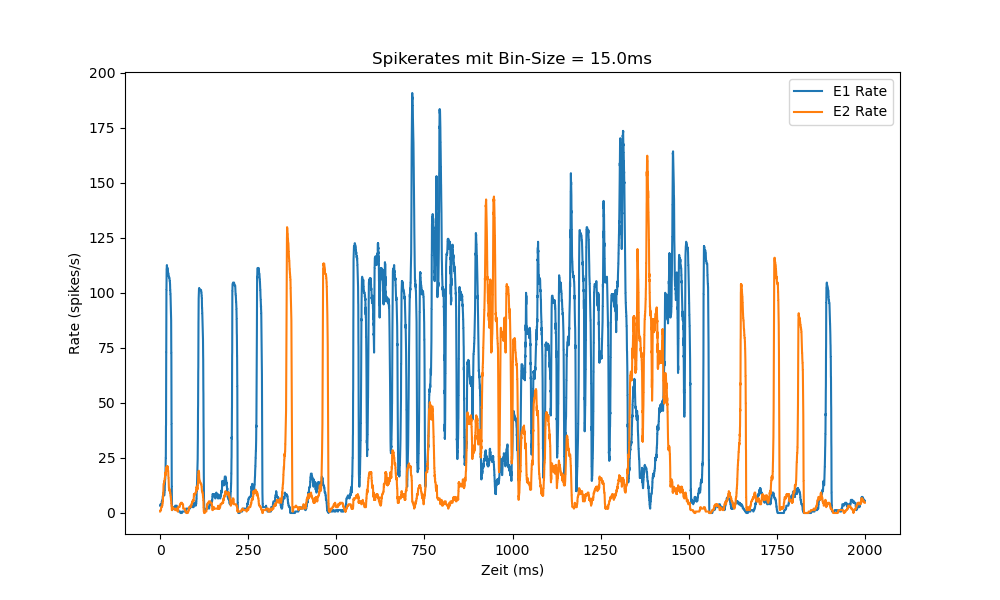 Spikerates mit Bin-Size = 15.0ms
E1 Rate
E2 Rate
200
175
150
125
100
75
50
25
0
Rate (spikes/s)
0 250 500 750 1000 1250 1500 1750 2000
Zeit (ms)